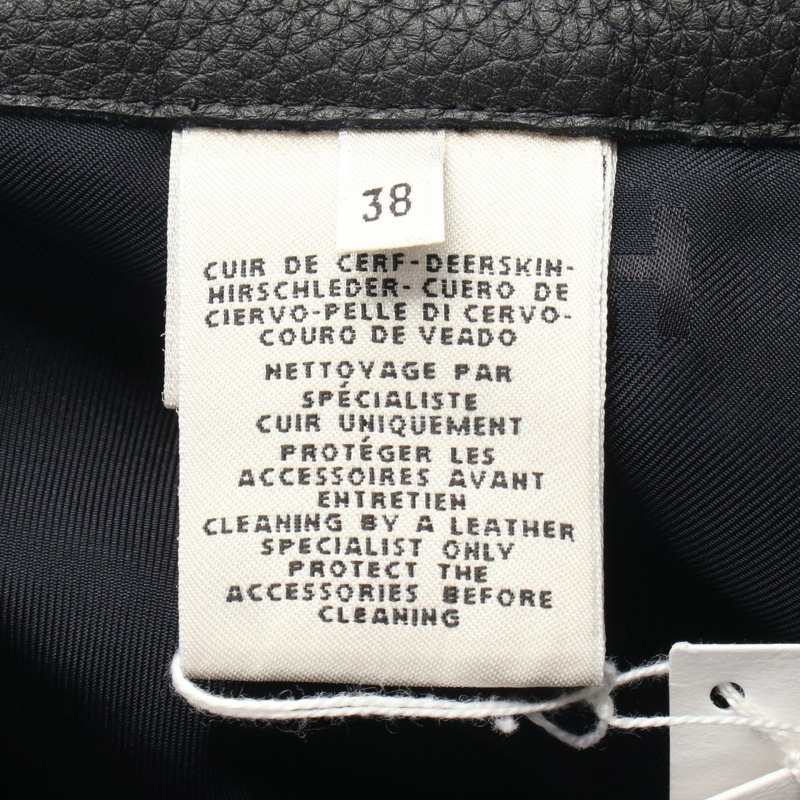 38
CUIR DE CERF-DEERSKIN-
HIRSCHLEDER-CUERO DE
CIERVO-PELLE DI CERVO-
COURO DE VEADO
NETTOYAGE PAR
SPÉCIALISTE
CUIR UNIQUEMENT
PROTÉGER LES
ACCESSOIRES AVANT
ENTRETIEN
CLEANING BY A LEATHER
SPECIALIST ONLY
PROTECT THE
ACCESSORIES BEFORE
CLEANING